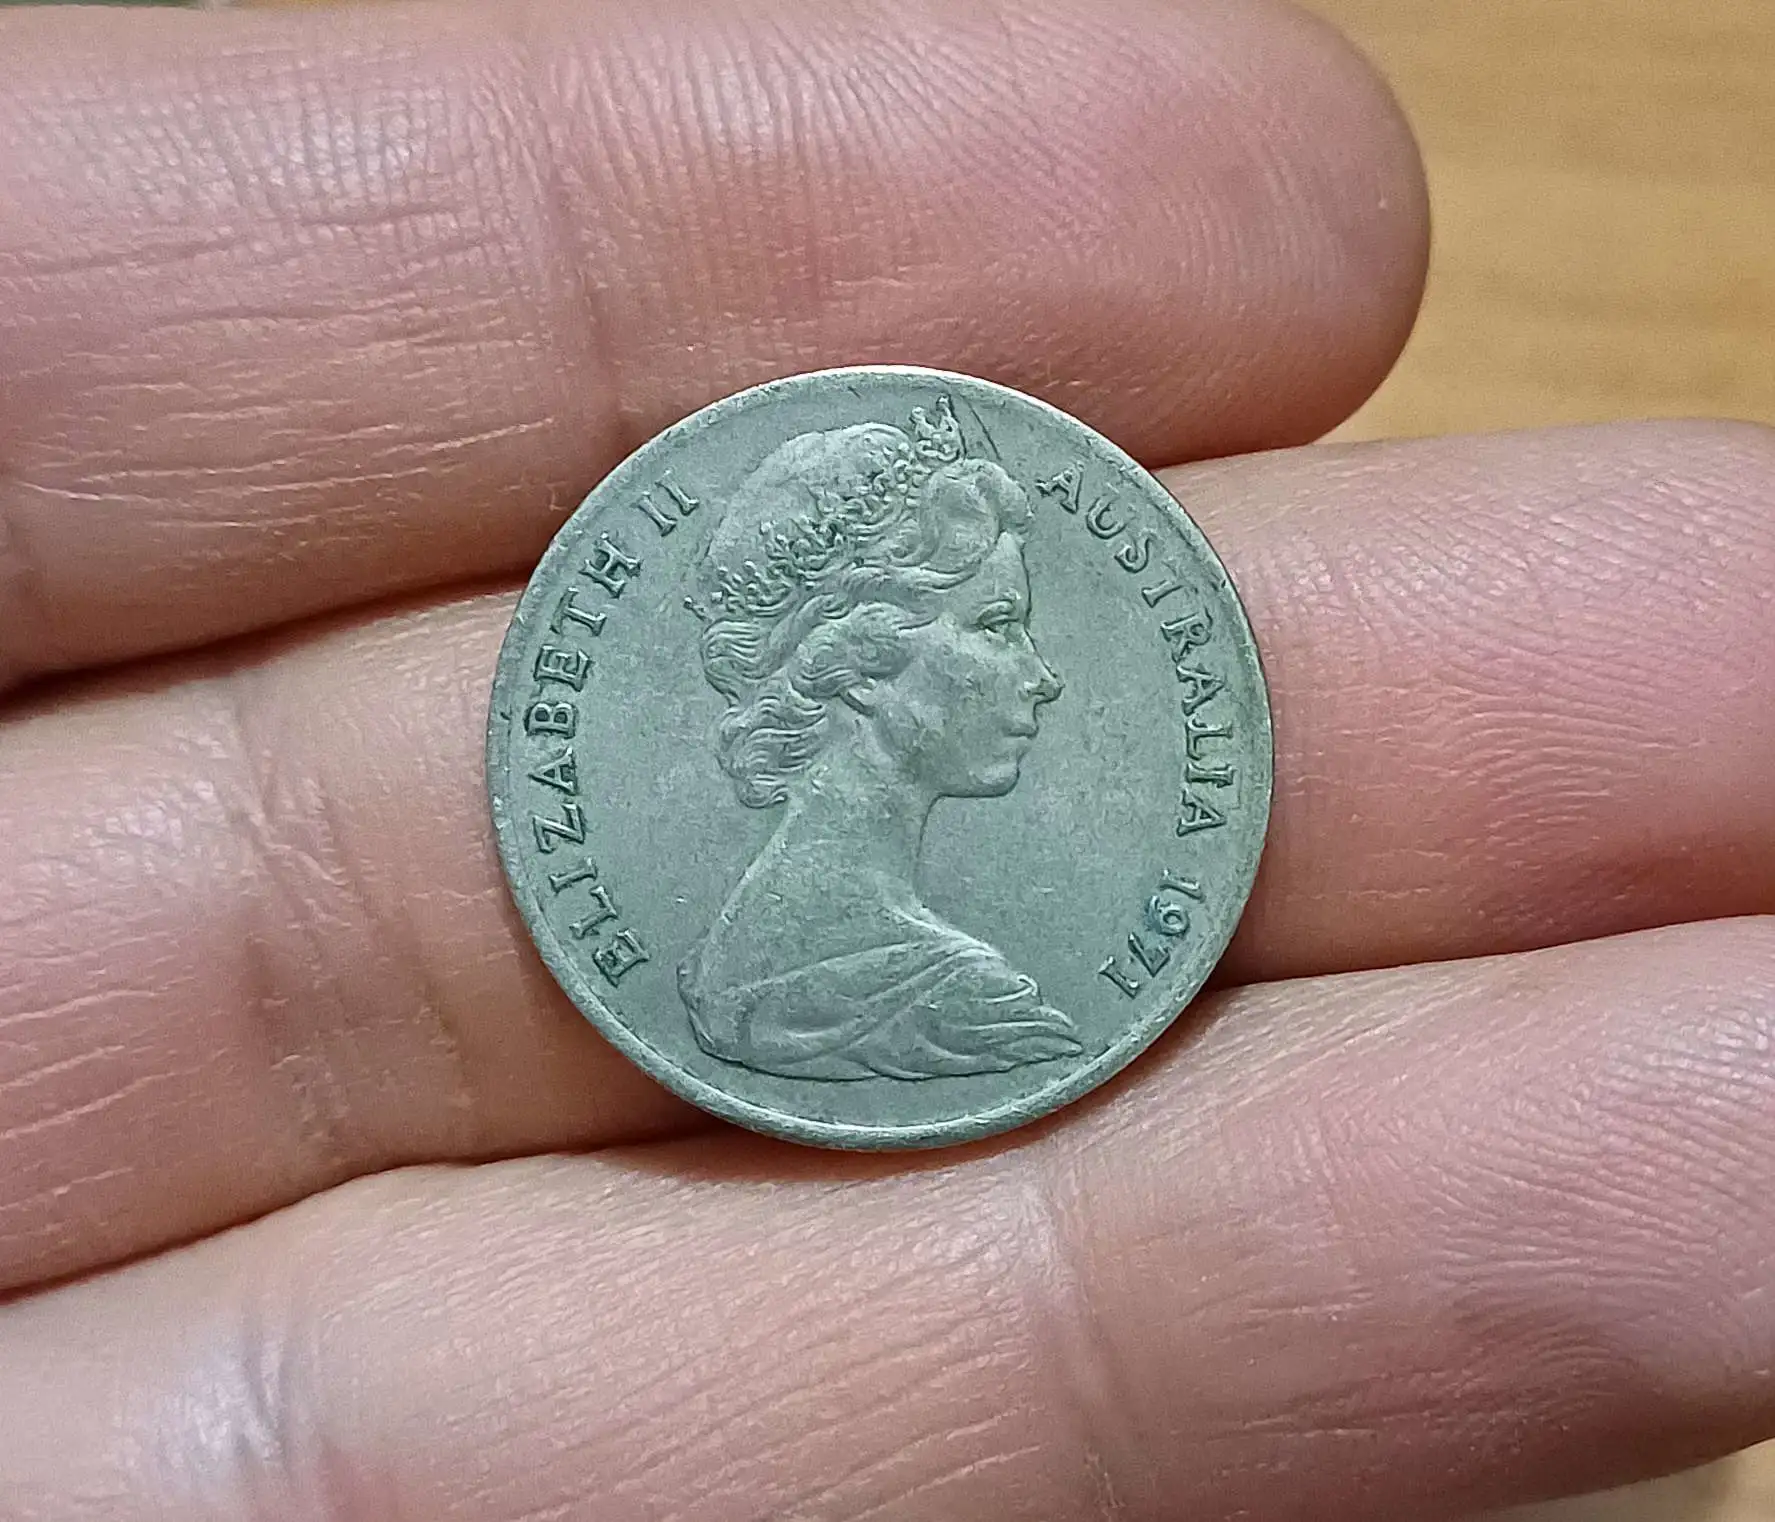 ELIZABETH II
AUSTRALIA 1971